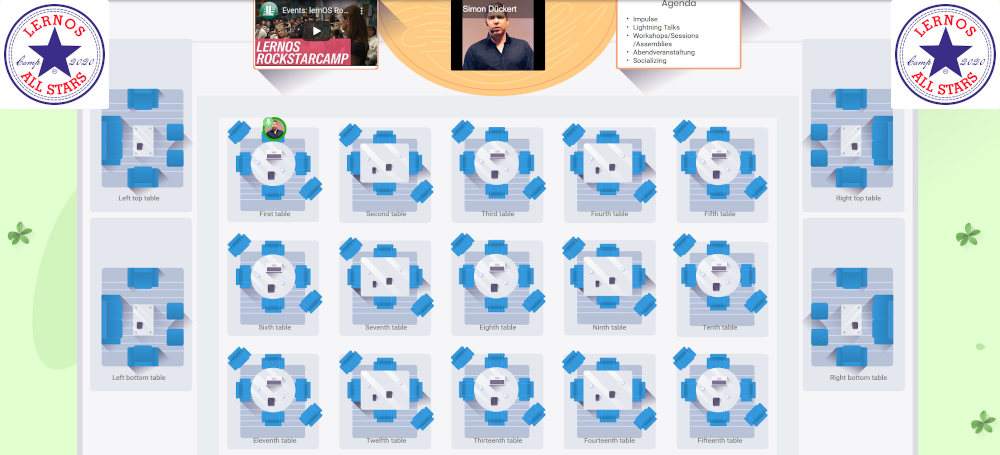 LERNOS
Camp 2020
ALL STARS
Events: lernOS Ro...
LERNOS
ROCKSTARCAMP
Simon Dückert
Agenda
• Impulse
• Lightning Talks
• Workshops/Sessions
/Assemblies
• Abendveranstaltung
• Socializing
LERNOS
Camp 2020
ALL STARS
Left top table
Right top table
First table
Second table
Third table
Fourth table
Fifth table
Sixth table
Seventh table
Eighth table
Ninth table
Tenth table
Left bottom table
Right bottom table
Eleventh table
Twelfth table
Thirteenth table
Fourteenth table
Fifteenth table